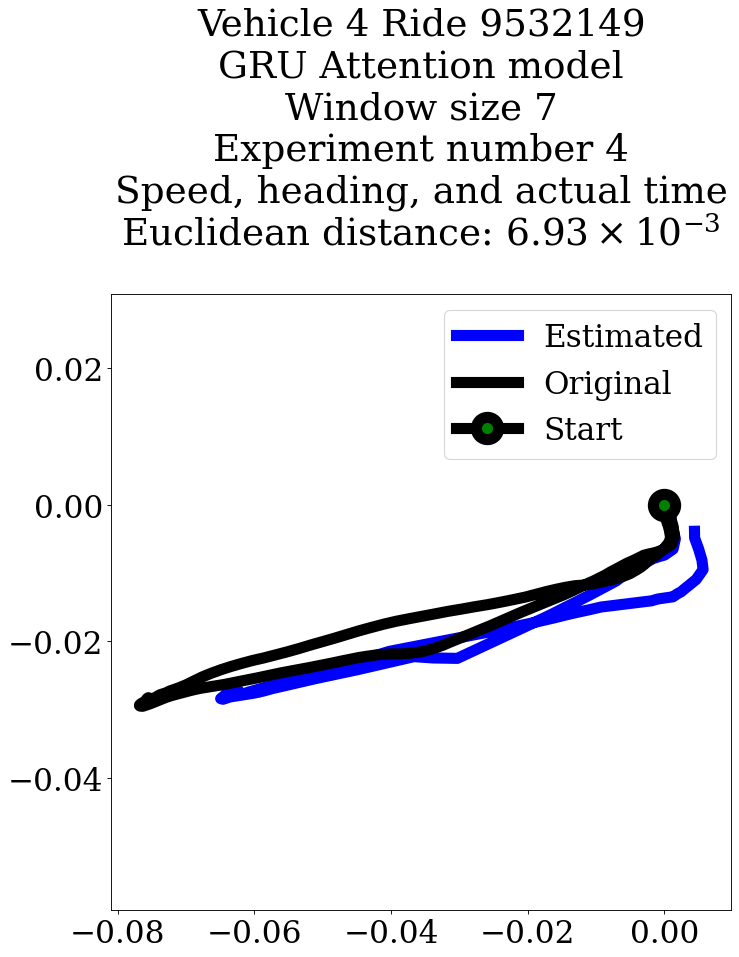 Vehicle 4 Ride 9532149
GRU Attention model
Window size 7
Experiment number 4
Speed, heading, and actual time
Euclidean distance: 6.93 × 10⁻³
Estimated
Original
Start
0.02
0.00
−0.02
−0.04
−0.08 −0.06 −0.04 −0.02 0.00